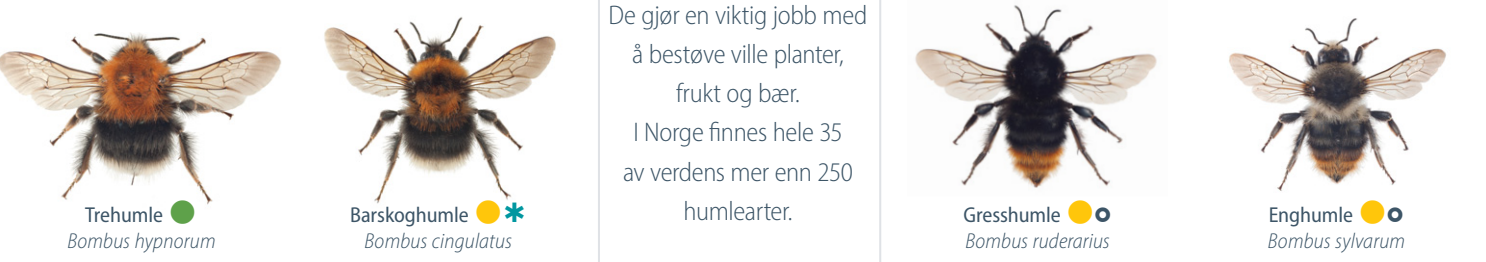 De gjør en viktig jobb med
å bestøve ville planter,
frukt og bær.
I Norge finnes hele 35
av verdens mer enn 250
humlearter.
Trehumle
Bombus hypnorum
Barskoghumle
Bombus cingulatus
Gresshumle
Bombus ruderarius
Enghumle
Bombus sylvarum